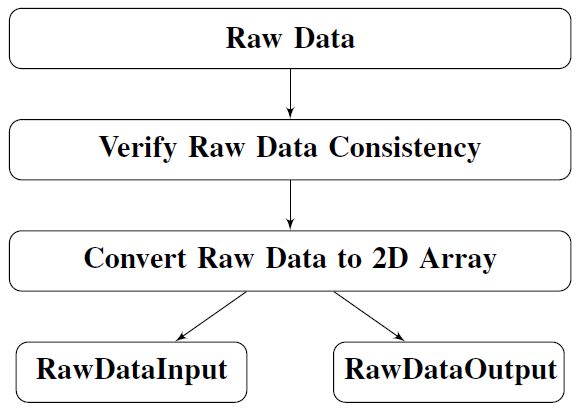 Raw Data
Verify Raw Data Consistency
Convert Raw Data to 2D Array
RawDataInput
RawDataOutput